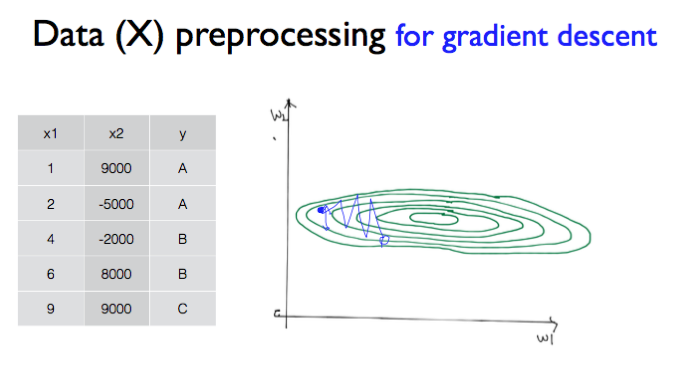 Data (X) preprocessing for gradient descent
x1 x2 y
1 9000 A
2 -5000 A
4 -2000 B
6 8000 B
9 9000 C
W2
W1